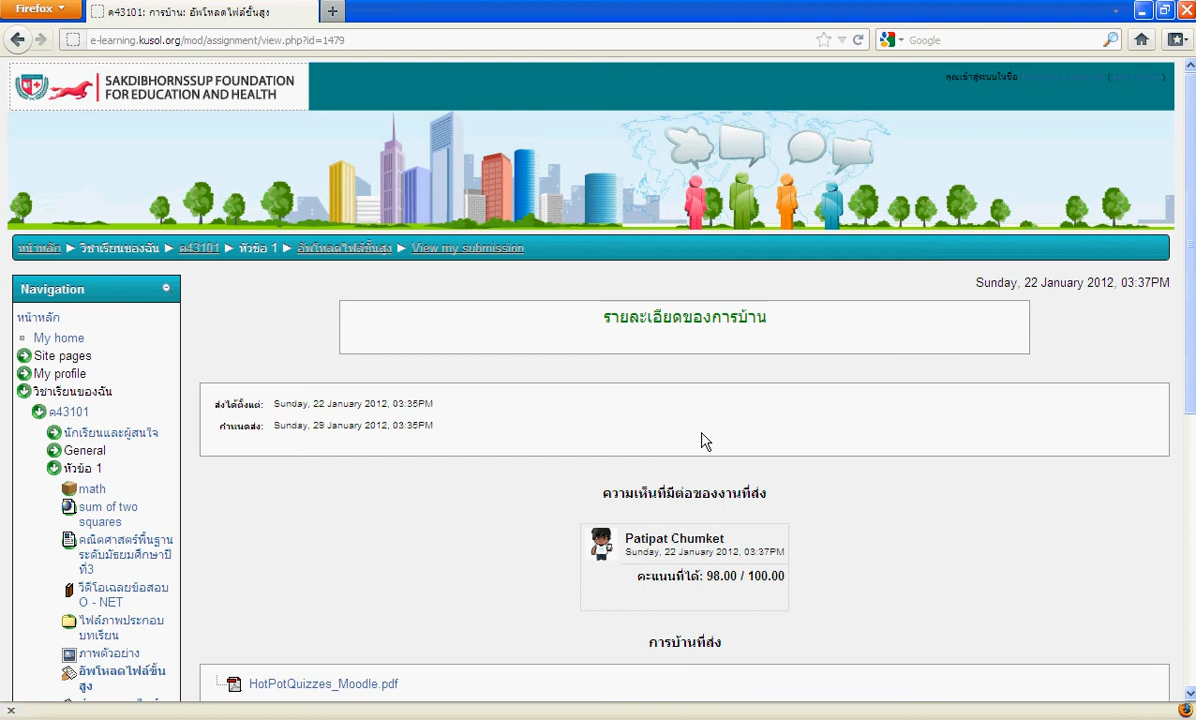 Firefox
ค43101: การบ้าน: อัพโหลดไฟล์ขั้นสูง
e-learning.kusol.org/mod/assignment/view.php?id=1479
Google
SAKDIBHORNSSUP FOUNDATION
FOR EDUCATION AND HEALTH
คุณเข้าสู่ระบบในชื่อ
หน้าหลัก ► วิชาเรียนของฉัน ► ค43101 ► หัวข้อ 1 ► อัพโหลดไฟล์ขั้นสูง ► View my submission
Sunday, 22 January 2012, 03:37PM
Navigation
หน้าหลัก
My home
Site pages
My profile
วิชาเรียนของฉัน
ค43101
นักเรียนและผู้สนใจ
General
หัวข้อ 1
math
sum of two
squares
คณิตศาสตร์พื้นฐาน
ระดับมัธยมศึกษาปี
ที่3
วีดีโอเฉลยข้อสอบ
O - NET
ไฟล์ภาพประกอบ
บทเรียน
ภาพตัวอย่าง
อัพโหลดไฟล์ขั้น
สูง
รายละเอียดของการบ้าน
ส่งได้ตั้งแต่: Sunday, 22 January 2012, 03:35PM
กำหนดส่ง: Sunday, 29 January 2012, 03:35PM
ความเห็นที่มีต่อของงานที่ส่ง
Patipat Chumket
Sunday, 22 January 2012, 03:37PM
คะแนนที่ได้: 98.00 / 100.00
การบ้านที่ส่ง
HotPotQuizzes_Moodle.pdf